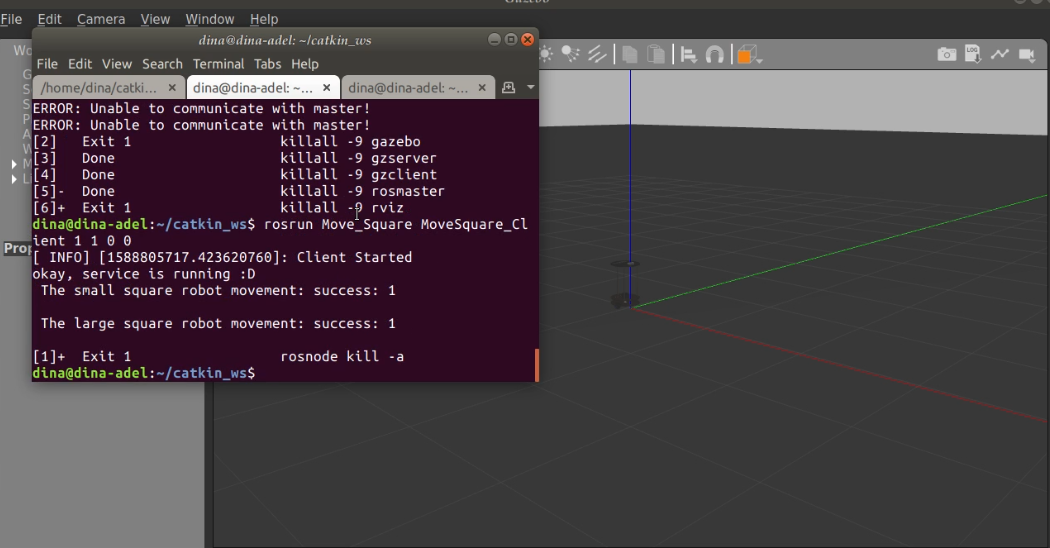 Gazebo
File Edit Camera View Window Help
dina@dina-adel: ~/catkin_ws
File Edit View Search Terminal Tabs Help
/home/dina/catki... × dina@dina-adel: ~... × dina@dina-adel: ~... ×
ERROR: Unable to communicate with master!
ERROR: Unable to communicate with master!
[2]   Exit 1                  killall -9 gazebo
[3]   Done                    killall -9 gzserver
[4]   Done                    killall -9 gzclient
[5]-  Done                    killall -9 rosmaster
[6]+  Exit 1                  killall -9 rviz
dina@dina-adel:~/catkin_ws$ rosrun Move_Square MoveSquare_Cl
ient 1 1 0 0
[ INFO] [1588805717.423620760]: Client Started
okay, service is running :D
The small square robot movement: success: 1
The large square robot movement: success: 1
[1]+  Exit 1                  rosnode kill -a
dina@dina-adel:~/catkin_ws$
Wo
G
S
S
P
A
W
M
Li
Prop
LOG